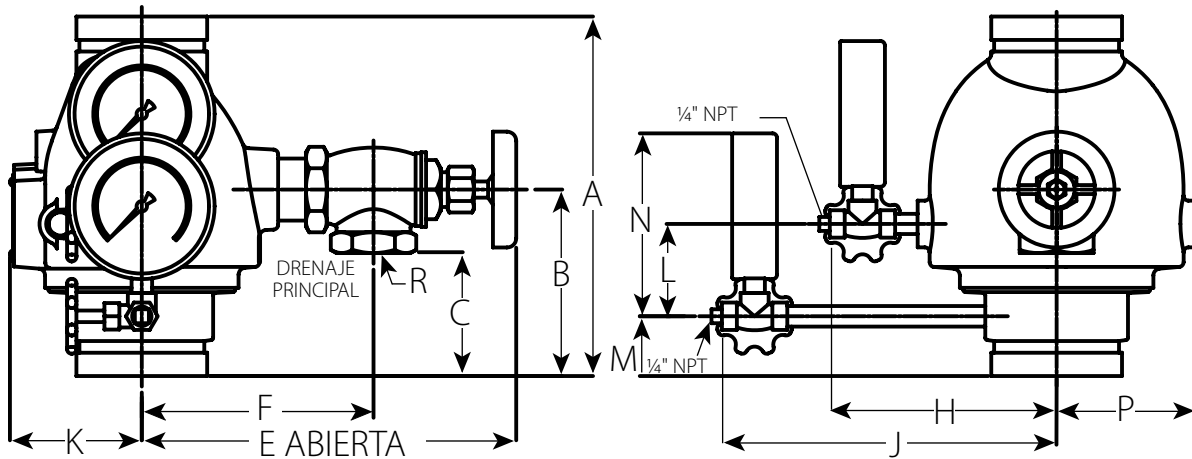 A
B
C
DRENAJE
PRINCIPAL
R
F
K
E ABIERTA
¼" NPT
N
L
M
¼" NPT
H
P
J